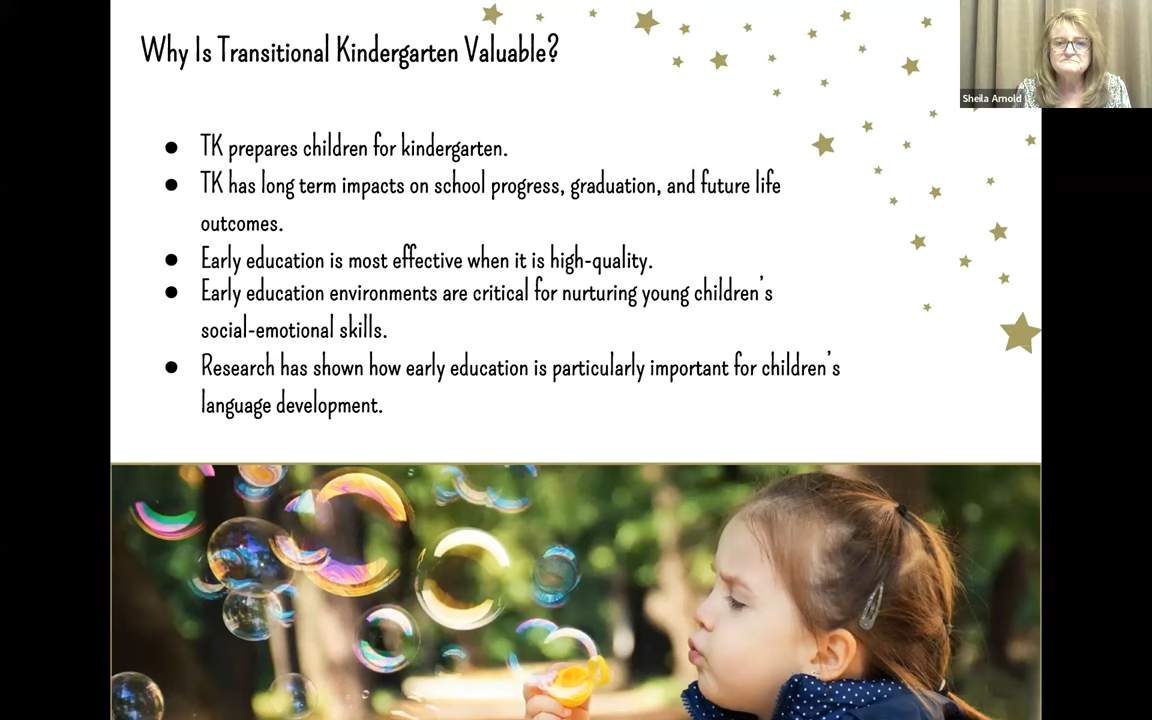 Why Is Transitional Kindergarten Valuable?
Sheila Arnold
● TK prepares children for kindergarten.
● TK has long term impacts on school progress, graduation, and future life
outcomes.
● Early education is most effective when it is high-quality.
● Early education environments are critical for nurturing young children's
social-emotional skills.
● Research has shown how early education is particularly important for children's
language development.